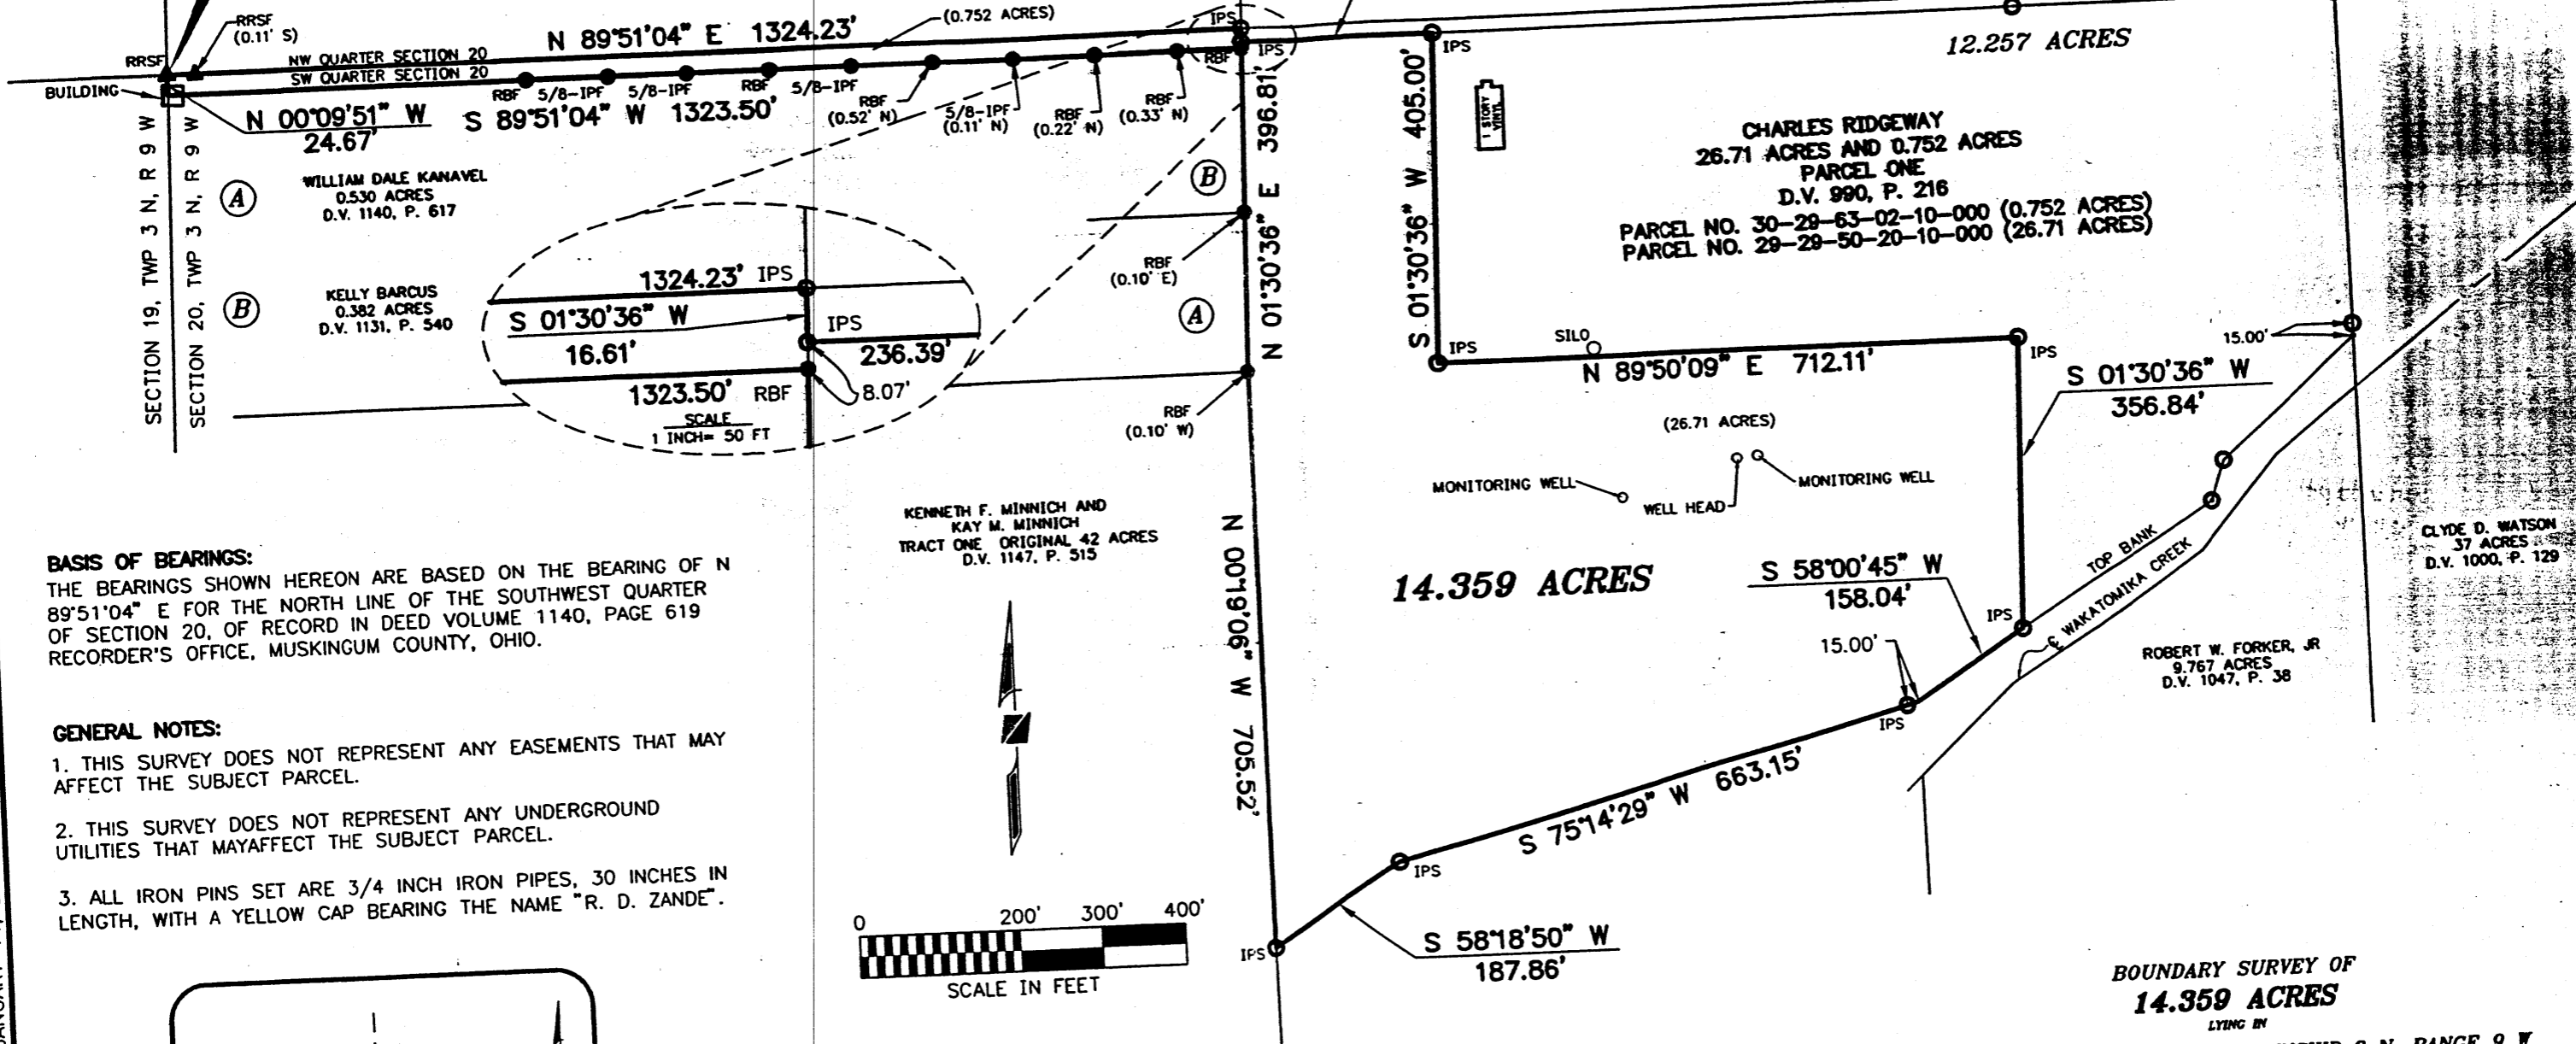 RRSF
(0.11' S)
N 89°51'04" E 1324.23'
(0.752 ACRES)
IPS
IPS
RBF
IPS
12.257 ACRES
RRSF
NW QUARTER SECTION 20
SW QUARTER SECTION 20
BUILDING
RBF
5/8-IPF
5/8-IPF
RBF
5/8-IPF
RBF
(0.52' N)
5/8-IPF
(0.11' N)
RBF
(0.22' N)
RBF
(0.33' N)
N 00°09'51" W
24.67'
S 89°51'04" W 1323.50'
SECTION 19, TWP 3 N, R 9 W
SECTION 20, TWP 3 N, R 9 W
A
WILLIAM DALE KANAVEL
0.530 ACRES
D.V. 1140, P. 617
B
KELLY BARCUS
0.382 ACRES
D.V. 1131, P. 540
1324.23' IPS
S 01°30'36" W
16.61'
IPS
236.39'
1323.50' RBF
8.07'
SCALE
1 INCH= 50 FT
B
RBF
(0.10' E)
A
RBF
(0.10' W)
N 01°30'36" E 396.81'
S 01°30'36" W 405.00'
1 STORY
VINYL
CHARLES RIDGEWAY
26.71 ACRES AND 0.752 ACRES
PARCEL ONE
D.V. 990, P. 216
PARCEL NO. 30-29-63-02-10-000 (0.752 ACRES)
PARCEL NO. 29-29-50-20-10-000 (26.71 ACRES)
IPS
SILO
N 89°50'09" E 712.11'
IPS
15.00'
S 01°30'36" W
356.84'
(26.71 ACRES)
MONITORING WELL
WELL HEAD
MONITORING WELL
14.359 ACRES
S 58°00'45" W
158.04'
IPS
15.00'
TOP BANK
℄ WAKATOMIKA CREEK
CLYDE D. WATSON
37 ACRES
D.V. 1000, P. 129
ROBERT W. FORKER, JR
9.767 ACRES
D.V. 1047, P. 38
KENNETH F. MINNICH AND
KAY M. MINNICH
TRACT ONE ORIGINAL 42 ACRES
D.V. 1147, P. 515
N 00°19'06" W 705.52'
IPS
S 75°14'29" W 663.15'
IPS
S 58°18'50" W
187.86'
IPS
BASIS OF BEARINGS:
THE BEARINGS SHOWN HEREON ARE BASED ON THE BEARING OF N
89°51'04" E FOR THE NORTH LINE OF THE SOUTHWEST QUARTER
OF SECTION 20, OF RECORD IN DEED VOLUME 1140, PAGE 619
RECORDER'S OFFICE, MUSKINGUM COUNTY, OHIO.
GENERAL NOTES:
1. THIS SURVEY DOES NOT REPRESENT ANY EASEMENTS THAT MAY
AFFECT THE SUBJECT PARCEL.
2. THIS SURVEY DOES NOT REPRESENT ANY UNDERGROUND
UTILITIES THAT MAYAFFECT THE SUBJECT PARCEL.
3. ALL IRON PINS SET ARE 3/4 INCH IRON PIPES, 30 INCHES IN
LENGTH, WITH A YELLOW CAP BEARING THE NAME "R. D. ZANDE".
0 200' 300' 400'
SCALE IN FEET
BOUNDARY SURVEY OF
14.359 ACRES
LYING IN
RANGE 9 W